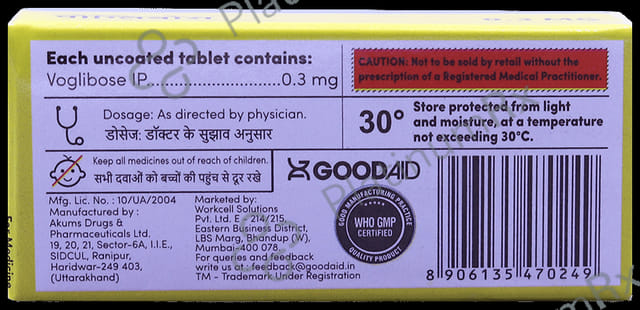 Each uncoated tablet contains:
Voglibose IP.............................0.3 mg
CAUTION: Not to be sold by retail without the
prescription of a Registered Medical Practitioner.
Dosage: As directed by physician.
डोसेज: डॉक्टर के सुझाव अनुसार
30°
Store protected from light
and moisture, at a temperature
not exceeding 30°C.
Keep all medicines out of reach of children.
सभी दवाओं को बच्चों की पहुंच से दूर रखें
GOODAID
Mfg. Lic. No. : 10/UA/2004
Manufactured by :
Akums Drugs &
Pharmaceuticals Ltd.
19, 20, 21, Sector-6A, I.I.E.,
SIDCUL, Ranipur,
Haridwar-249 403,
(Uttarakhand)
Marketed by:
Workcell Solutions
Pvt. Ltd. E - 214/215,
Eastern Business District,
LBS Marg, Bhandup (W),
Mumbai-400 078
For queries and feedback
write us at : feedback@goodaid.in
TM - Trademark Under Registration
GOOD MANUFACTURING PRACTICE
WHO GMP
CERTIFIED
QUALITY PRODUCT
8 906135 470249
PlatinumRx